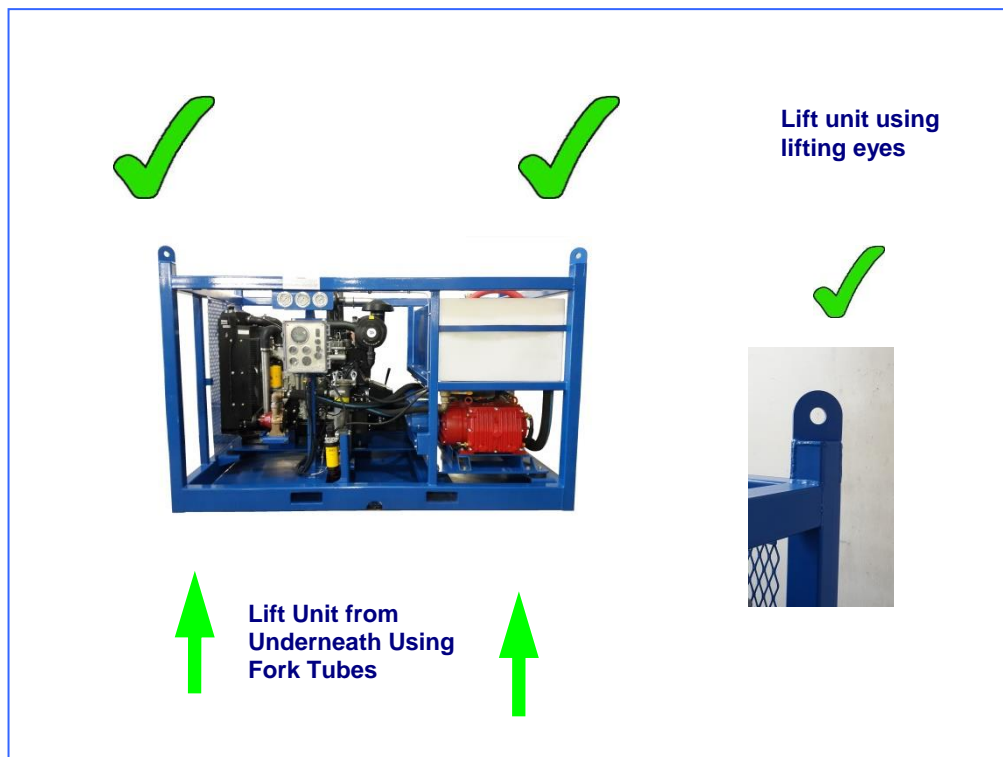 Lift unit using
lifting eyes
Lift Unit from
Underneath Using
Fork Tubes